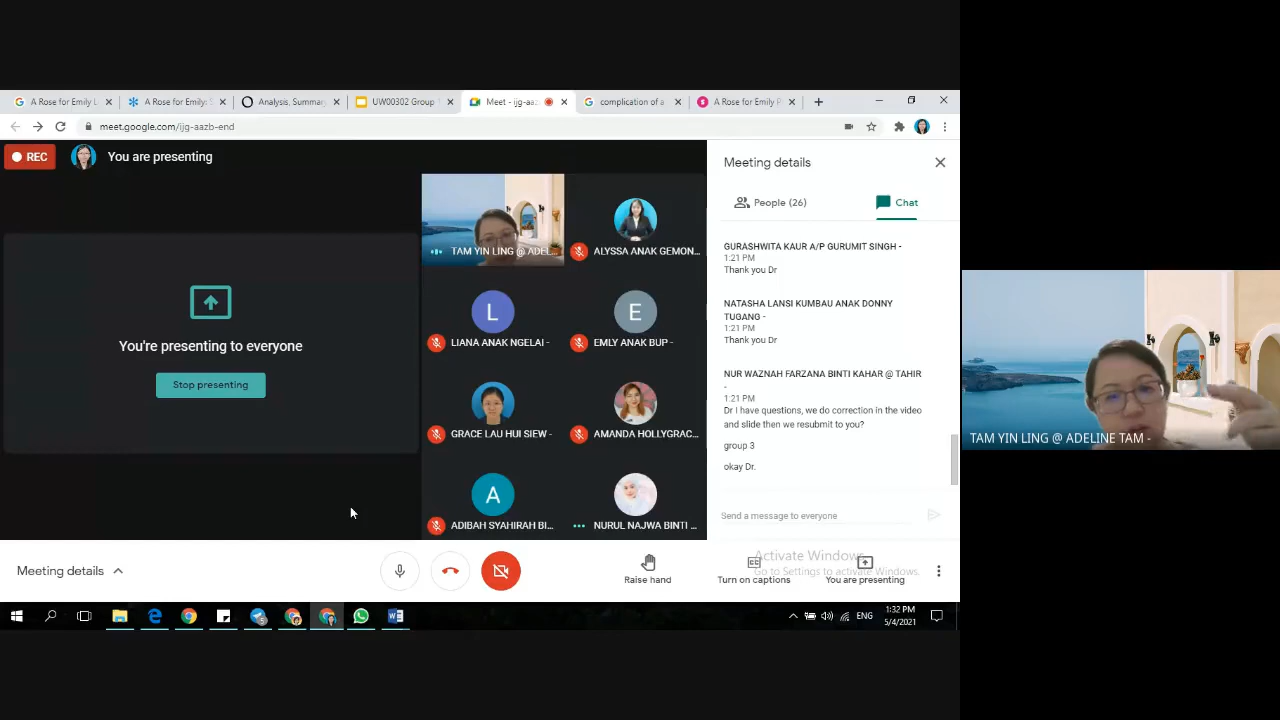 A Rose for Emily L
A Rose for Emily:
Analysis, Summar
UW00302 Group
Meet - ijg-aaz
complication of a
A Rose for Emily P
meet.google.com/ijg-aazb-end
REC
You are presenting
Meeting details
People (26)
Chat
You're presenting to everyone
Stop presenting
TAM YIN LING @ ADEL...
ALYSSA ANAK GEMON...
L
LIANA ANAK NGELAI -
E
EMLY ANAK BUP -
GRACE LAU HUI SIEW -
AMANDA HOLLYGRAC...
A
ADIBAH SYAHIRAH BI...
NURUL NAJWA BINTI ...
GURASHWITA KAUR A/P GURUMIT SINGH -
1:21 PM
Thank you Dr
NATASHA LANSI KUMBAU ANAK DONNY
TUGANG -
1:21 PM
Thank you Dr
NUR WAZNAH FARZANA BINTI KAHAR @ TAHIR
-
1:21 PM
Dr I have questions, we do correction in the video
and slide then we resubmit to you?
group 3
okay Dr.
Send a message to everyone
Meeting details
Raise hand
Turn on captions
You are presenting
Activate Windows
Go to Settings to activate Windows.
ENG
1:32 PM
5/4/2021
TAM YIN LING @ ADELINE TAM -